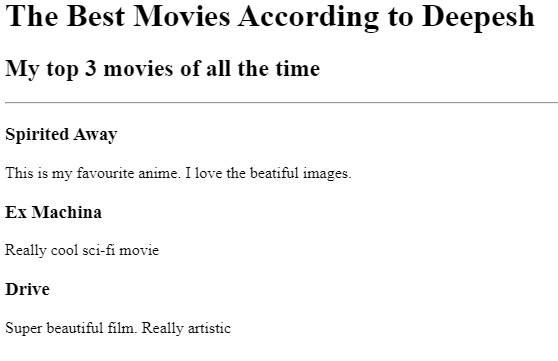 The Best Movies According to Deepesh
My top 3 movies of all the time
Spirited Away
This is my favourite anime. I love the beatiful images.
Ex Machina
Really cool sci-fi movie
Drive
Super beautiful film. Really artistic